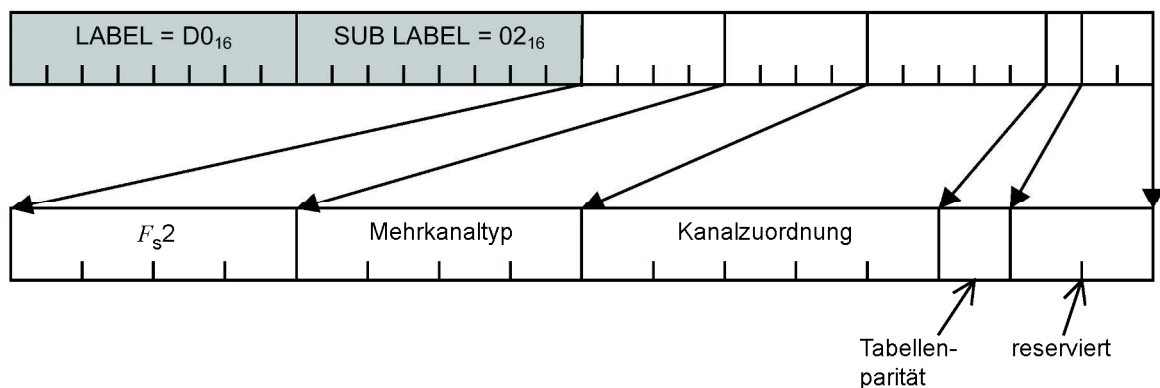 LABEL = D0₁₆ SUB LABEL = 02₁₆
Fₛ2 Mehrkanaltyp Kanalzuordnung
Tabellen- reserviert
parität